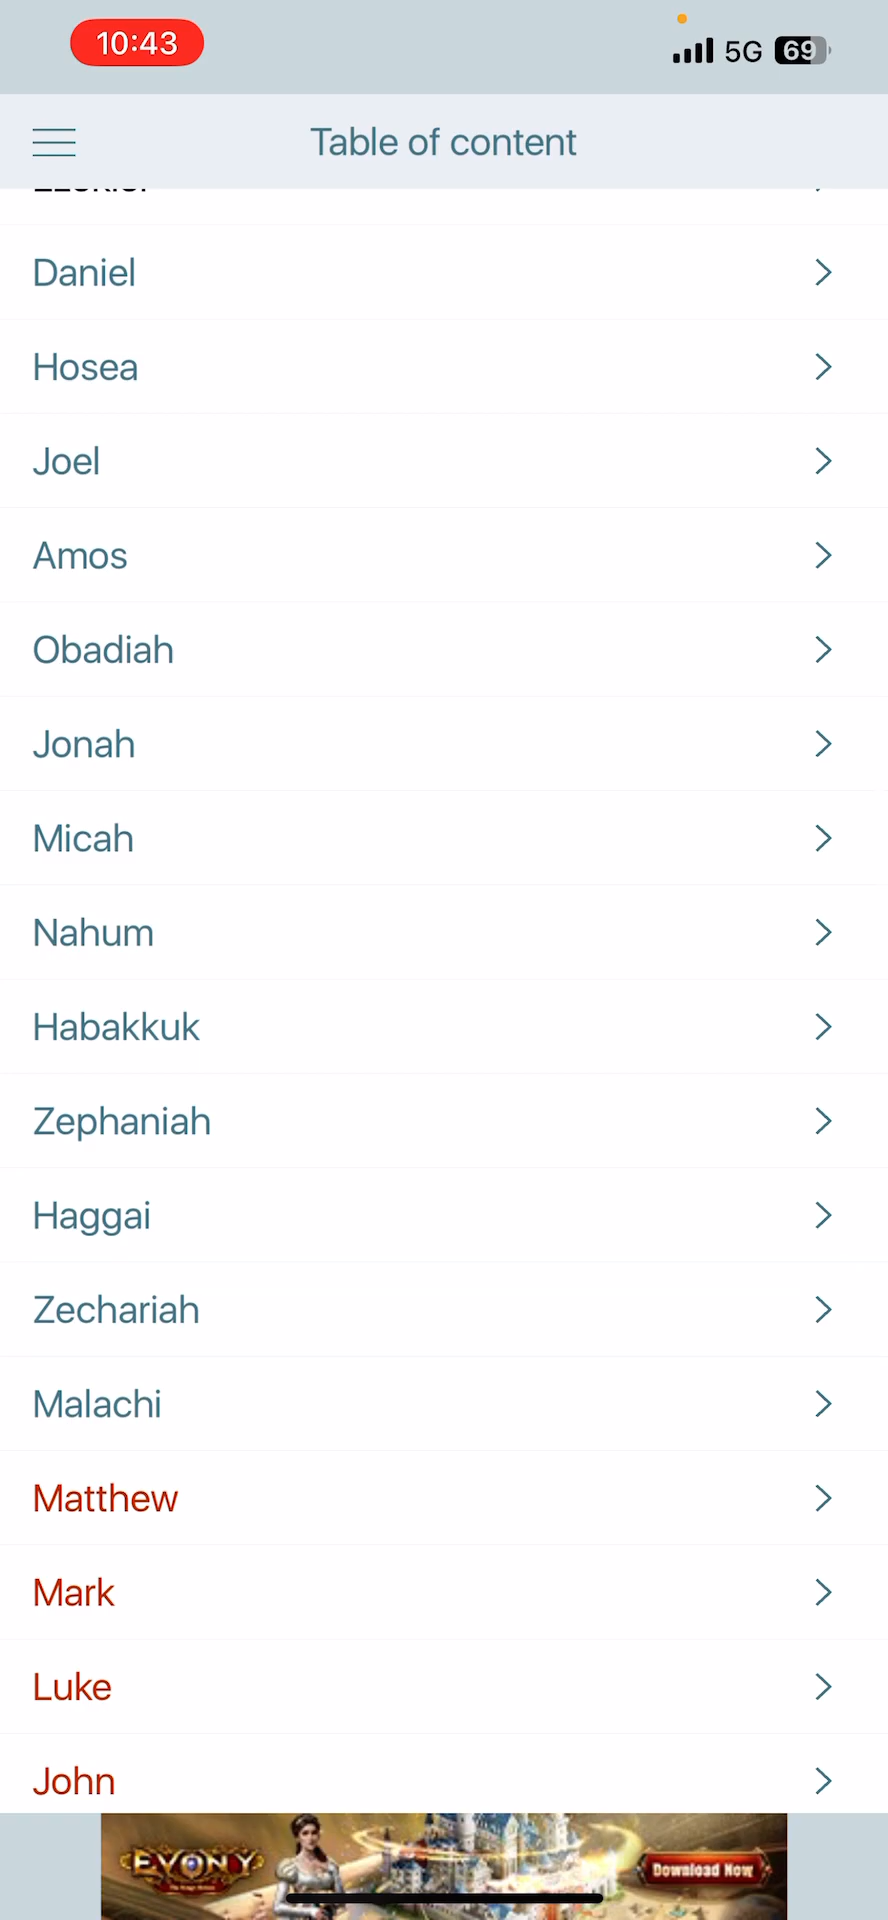 10:43
5G 69
Table of content
Daniel
Hosea
Joel
Amos
Obadiah
Jonah
Micah
Nahum
Habakkuk
Zephaniah
Haggai
Zechariah
Malachi
Matthew
Mark
Luke
John
EVONY
Download Now